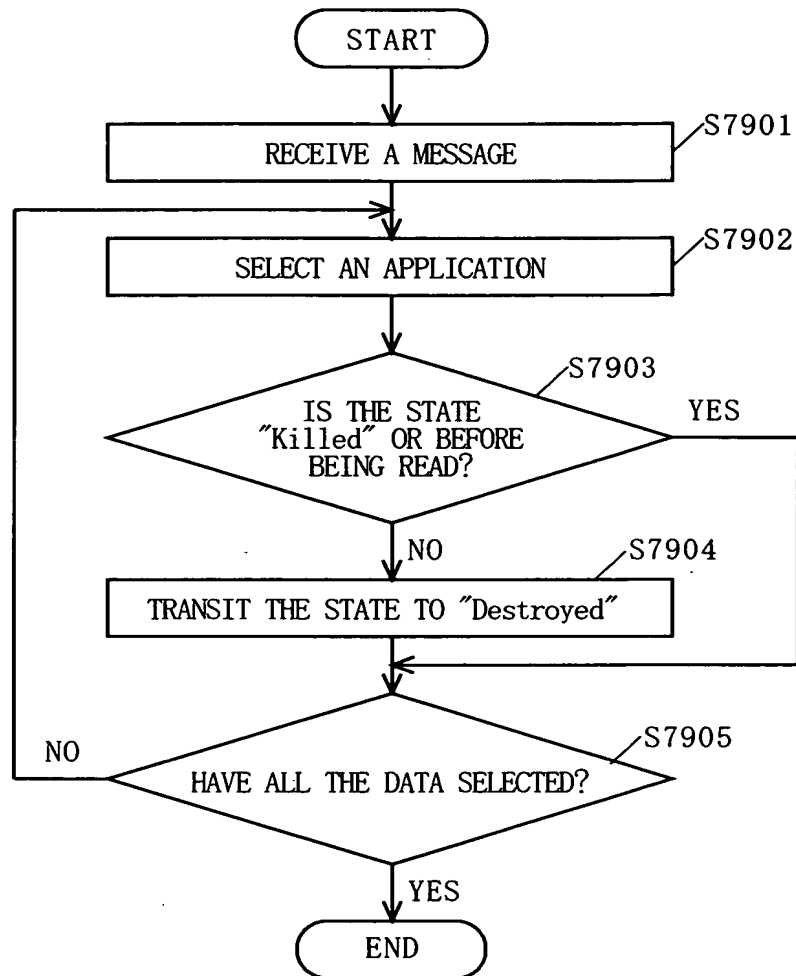 START
S7901
RECEIVE A MESSAGE
S7902
SELECT AN APPLICATION
S7903
IS THE STATE
"Killed" OR BEFORE
BEING READ?
YES
NO
S7904
TRANSIT THE STATE TO "Destroyed"
NO
S7905
HAVE ALL THE DATA SELECTED?
YES
END